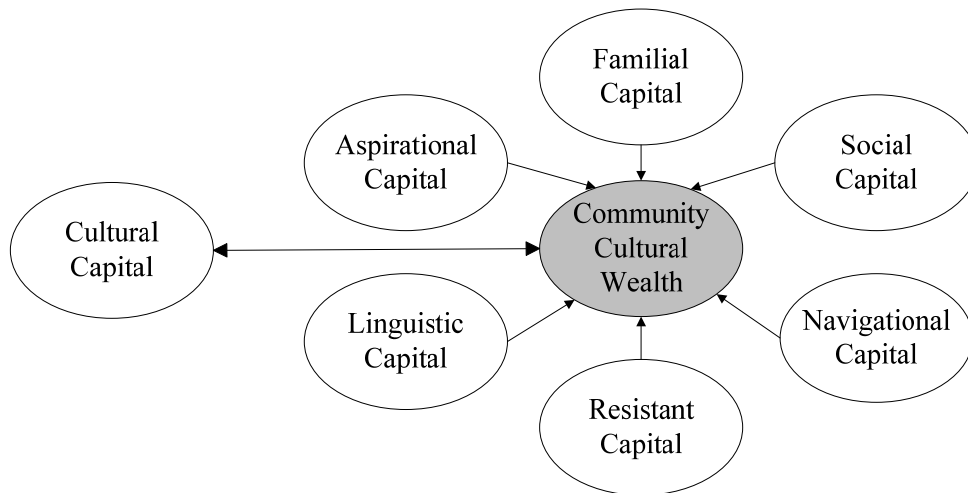 Familial
Capital
Aspirational
Capital
Social
Capital
Cultural
Capital
Community
Cultural
Wealth
Linguistic
Capital
Navigational
Capital
Resistant
Capital